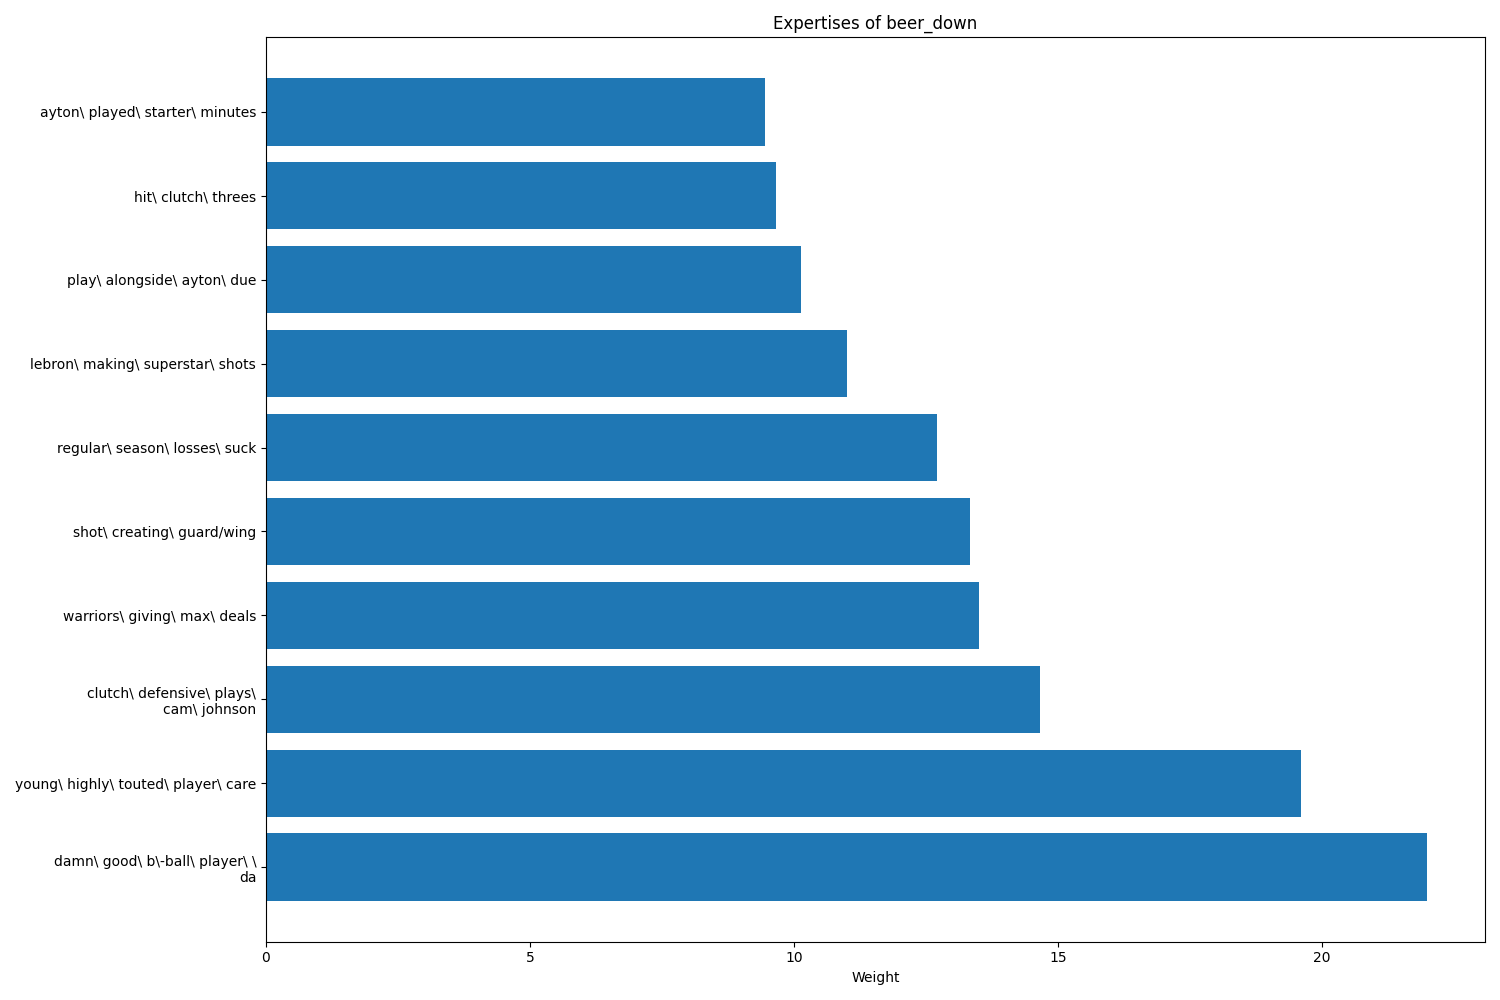 Expertises of beer_down
ayton\ played\ starter\ minutes
hit\ clutch\ threes
play\ alongside\ ayton\ due
lebron\ making\ superstar\ shots
regular\ season\ losses\ suck
shot\ creating\ guard/wing
warriors\ giving\ max\ deals
clutch\ defensive\ plays\
cam\ johnson
young\ highly\ touted\ player\ care
damn\ good\ b\-ball\ player\ \
da
0 5 10 15 20
Weight